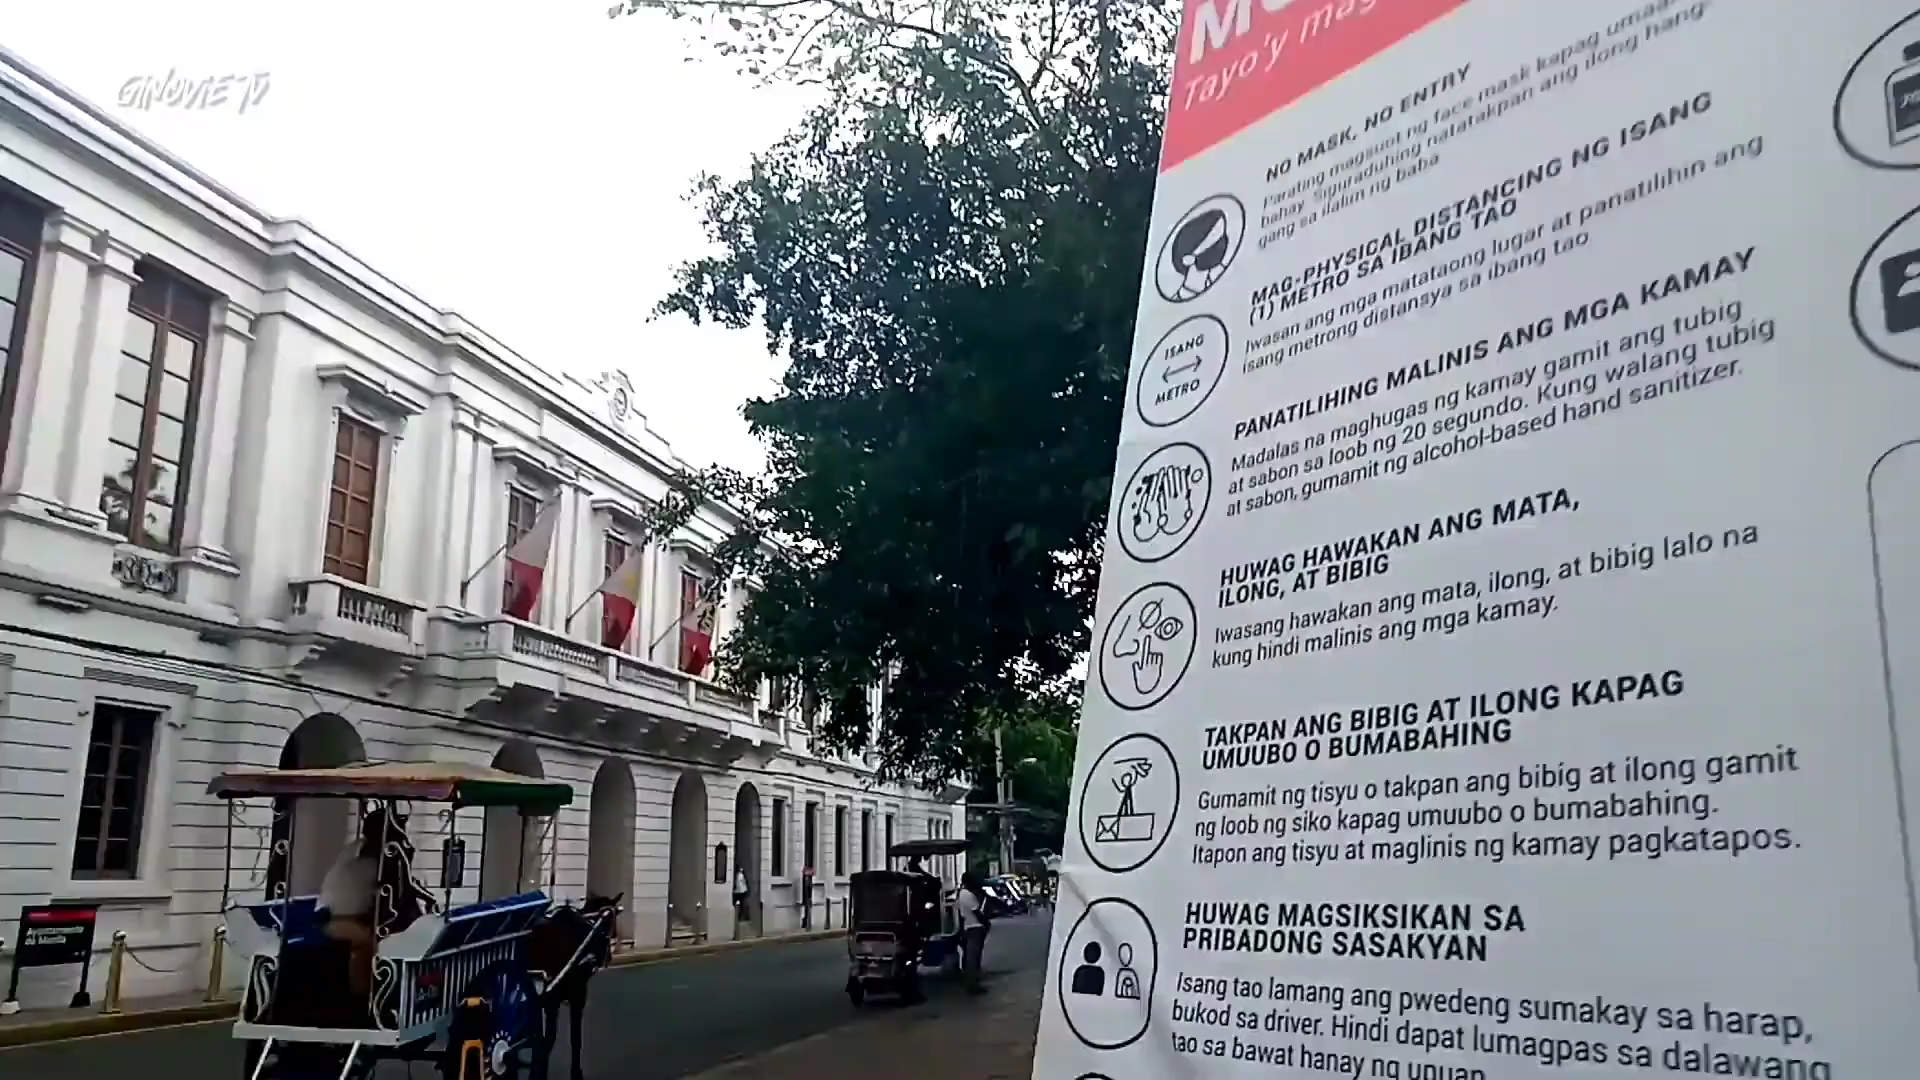 GINOVIE TV
Tayo'y mag
NO MASK, NO ENTRY
Parating magsuot ng face mask kapag
bahay. Siguraduhing natatakpan ang ilong hang-
gang sa ilalim ng baba
MAG-PHYSICAL DISTANCING NG ISANG
(1) METRO SA IBANG TAO
Iwasan ang mga matataong lugar at panatilihin ang
isang metrong distansya sa ibang tao
ISANG
METRO
PANATILIHING MALINIS ANG MGA KAMAY
Madalas na maghugas ng kamay gamit ang tubig
at sabon sa loob ng 20 segundo. Kung walang tubig
at sabon, gumamit ng alcohol-based hand sanitizer.
HUWAG HAWAKAN ANG MATA,
ILONG, AT BIBIG
Iwasang hawakan ang mata, ilong, at bibig lalo na
kung hindi malinis ang mga kamay.
TAKPAN ANG BIBIG AT ILONG KAPAG
UMUUBO O BUMABAHING
Gumamit ng tisyu o takpan ang bibig at ilong gamit
ng loob ng siko kapag umuubo o bumabahing.
Itapon ang tisyu at maglinis ng kamay pagkatapos.
HUWAG MAGSIKSIKAN SA
PRIBADONG SASAKYAN
Isang tao lamang ang pwedeng sumakay sa harap,
bukod sa driver. Hindi dapat lumagpas sa dalawang
tao sa bawat hanay ng upuan
Ayuntamiento
de Manila